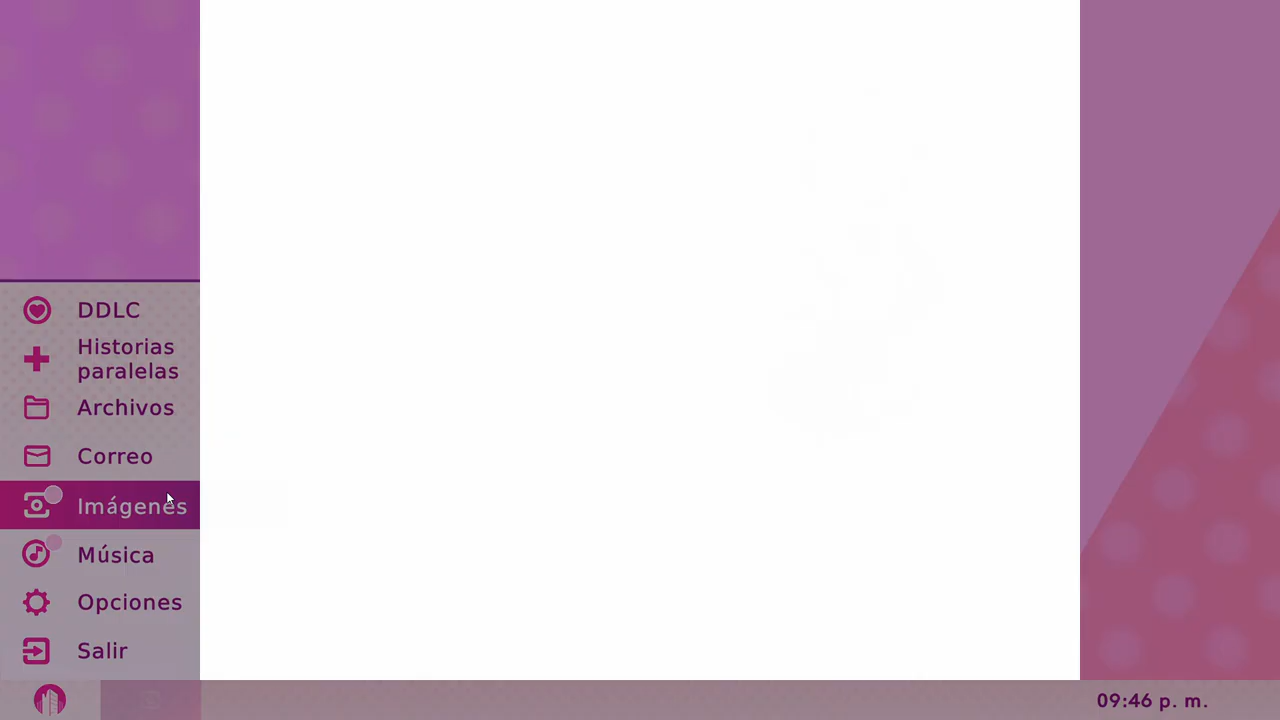 DDLC
Historias
paralelas
Archivos
Correo
Imágenes
Música
Opciones
Salir
09:46 p. m.